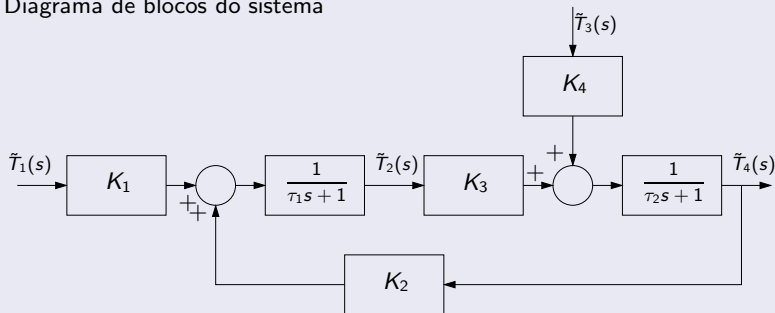 Diagrama de blocos do sistema
T̃₃(s)
K₄
T̃₁(s)
K₁
+
+
1
τ₁s + 1
T̃₂(s)
K₃
+
+
1
τ₂s + 1
T̃₄(s)
K₂